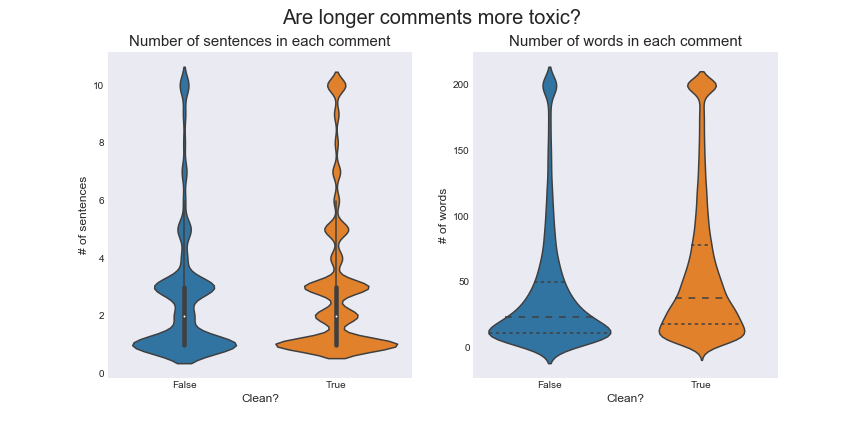 Are longer comments more toxic?
Number of sentences in each comment
10
8
6
4
2
0
# of sentences
False
True
Clean?
Number of words in each comment
200
150
100
50
0
# of words
False
True
Clean?